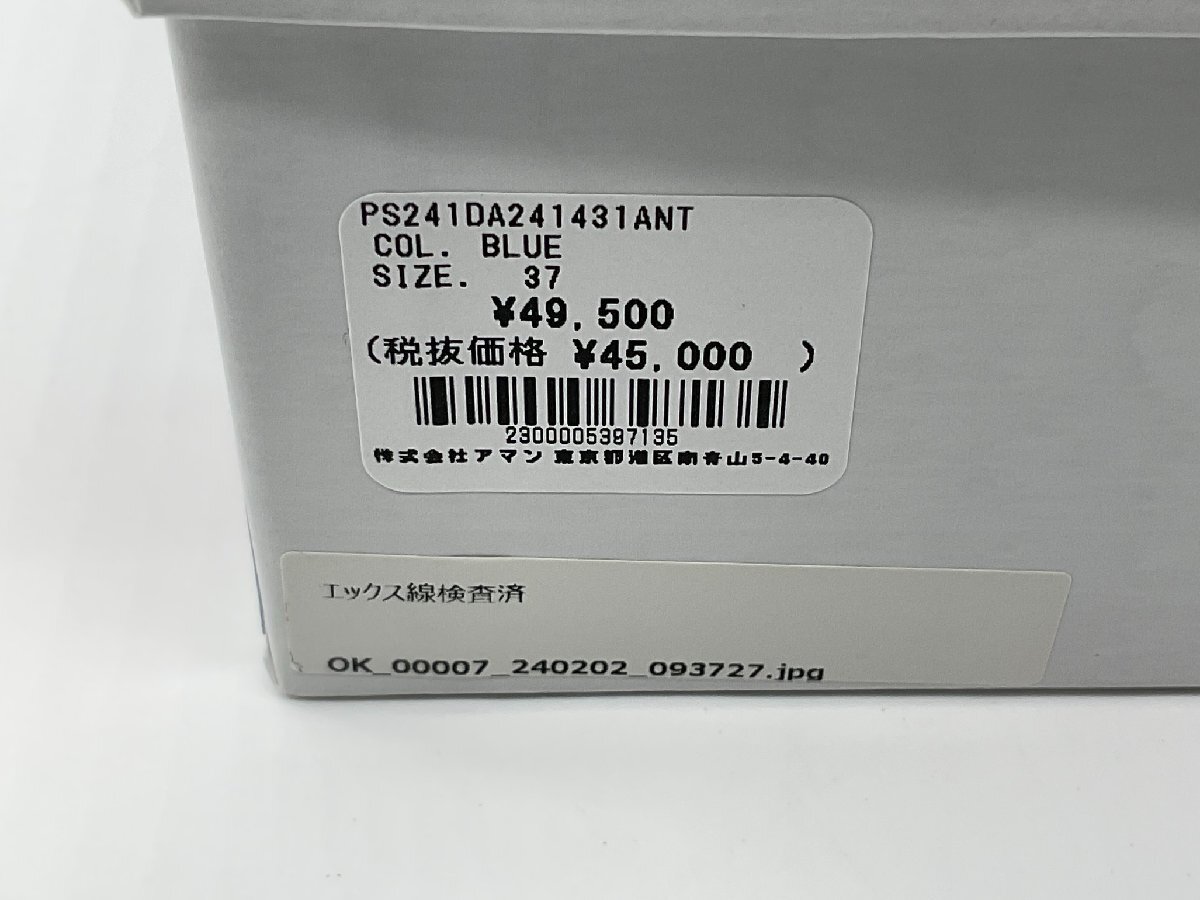 PS241DA241431ANT
COL. BLUE
SIZE. 37
¥49,500
(税抜価格 ¥45,000 )
2300005387135
株式会社アマン 東京都港区南青山5-4-40
エックス線検査済
OK_00007_240202_093727.jpg